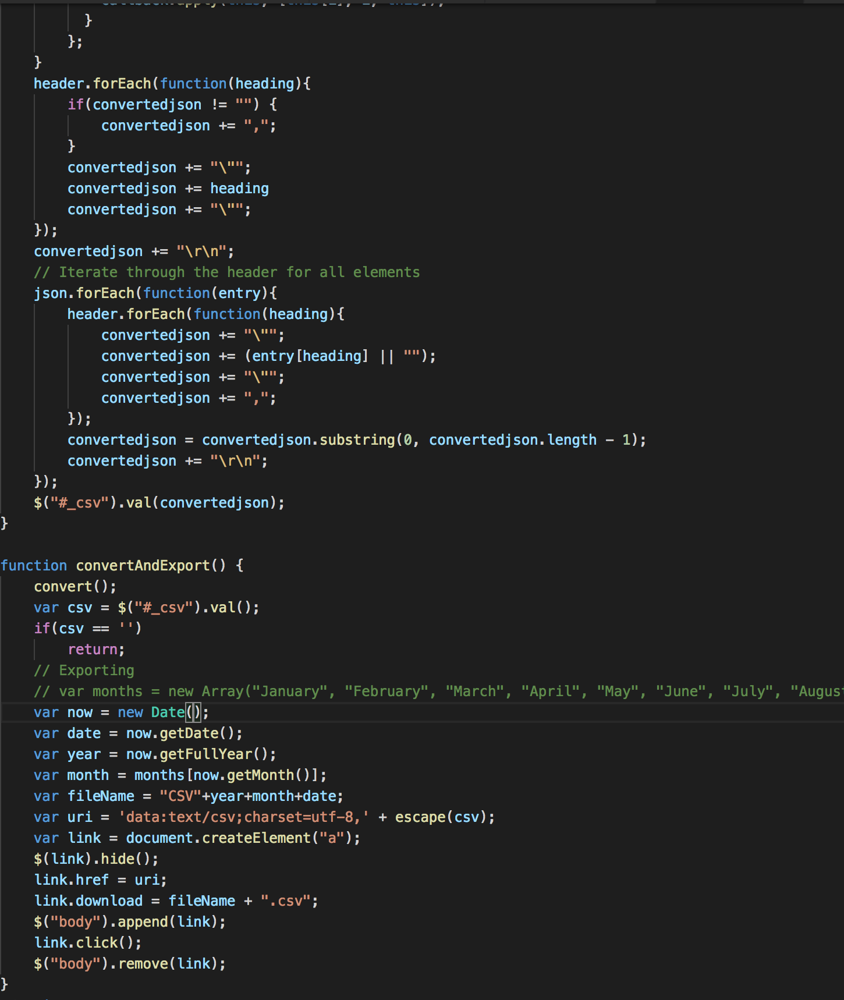 }
      };
    }
    header.forEach(function(heading){
        if(convertedjson != "") {
            convertedjson += ",";
        }
        convertedjson += "\"";
        convertedjson += heading
        convertedjson += "\"";
    });
    convertedjson += "\r\n";
    // Iterate through the header for all elements
    json.forEach(function(entry){
        header.forEach(function(heading){
            convertedjson += "\"";
            convertedjson += (entry[heading] || "");
            convertedjson += "\"";
            convertedjson += ",";
        });
        convertedjson = convertedjson.substring(0, convertedjson.length - 1);
        convertedjson += "\r\n";
    });
    $("#_csv").val(convertedjson);
}

function convertAndExport() {
    convert();
    var csv = $("#_csv").val();
    if(csv == '')
        return;
    // Exporting
    // var months = new Array("January", "February", "March", "April", "May", "June", "July", "Augus
    var now = new Date();
    var date = now.getDate();
    var year = now.getFullYear();
    var month = months[now.getMonth()];
    var fileName = "CSV"+year+month+date;
    var uri = 'data:text/csv;charset=utf-8,' + escape(csv);
    var link = document.createElement("a");
    $(link).hide();
    link.href = uri;
    link.download = fileName + ".csv";
    $("body").append(link);
    link.click();
    $("body").remove(link);
}